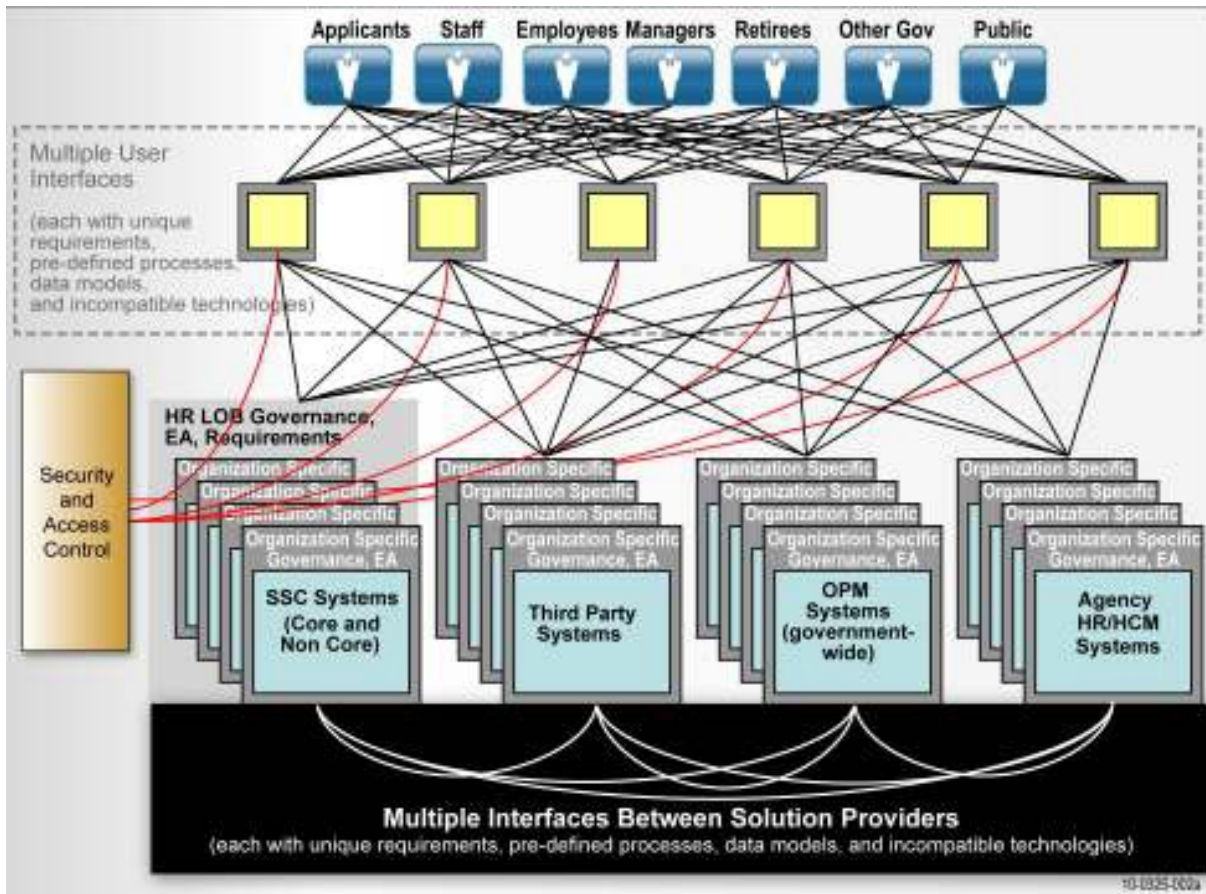 Applicants Staff Employees Managers Retirees Other Gov Public
Multiple User
Interfaces
(each with unique
requirements,
pre-defined processes,
data models,
and incompatible technologies)
Security
and
Access
Control
HR LOB Governance,
EA, Requirements
Organization Specific
Organization Specific
Organization Specific
Organization Specific
Governance, EA
SSC Systems
(Core and
Non Core)
Organization Specific
Organization Specific
Organization Specific
Organization Specific
Governance, EA
Third Party
Systems
Organization Specific
Organization Specific
Organization Specific
Organization Specific
Governance, EA
OPM
Systems
(government-
wide)
Organization Specific
Organization Specific
Organization Specific
Organization Specific
Governance, EA
Agency
HR/HCM
Systems
Multiple Interfaces Between Solution Providers
(each with unique requirements, pre-defined processes, data models, and incompatible technologies)
10-0325-002a